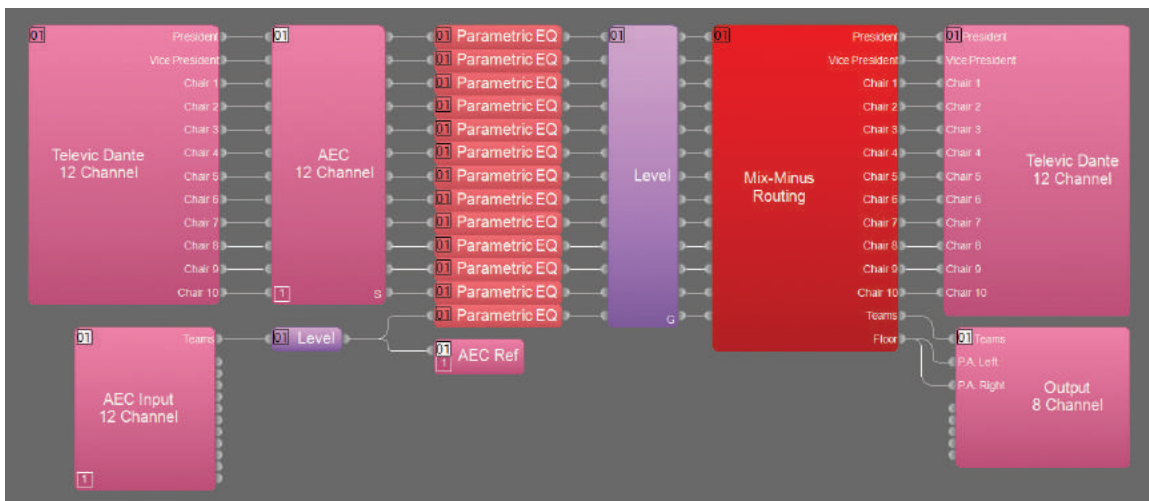 01
President
Vice President
Chair 1
Chair 2
Chair 3
Chair 4
Chair 5
Chair 6
Chair 7
Chair 8
Chair 9
Chair 10
Televic Dante
12 Channel
01
AEC
12 Channel
1
S
01 Parametric EQ
01 Parametric EQ
01 Parametric EQ
01 Parametric EQ
01 Parametric EQ
01 Parametric EQ
01 Parametric EQ
01 Parametric EQ
01 Parametric EQ
01 Parametric EQ
01 Parametric EQ
01 Parametric EQ
01 Parametric EQ
01
Level
G
01
Mix-Minus
Routing
President
Vice President
Chair 1
Chair 2
Chair 3
Chair 4
Chair 5
Chair 6
Chair 7
Chair 8
Chair 9
Chair 10
Teams
Floor
01 President
Vice President
Chair 1
Chair 2
Chair 3
Chair 4
Chair 5
Chair 6
Chair 7
Chair 8
Chair 9
Chair 10
Televic Dante
12 Channel
01
Teams
AEC Input
12 Channel
1
01 Level
01
1
AEC Ref
01 Teams
P.A. Left
P.A. Right
Output
8 Channel